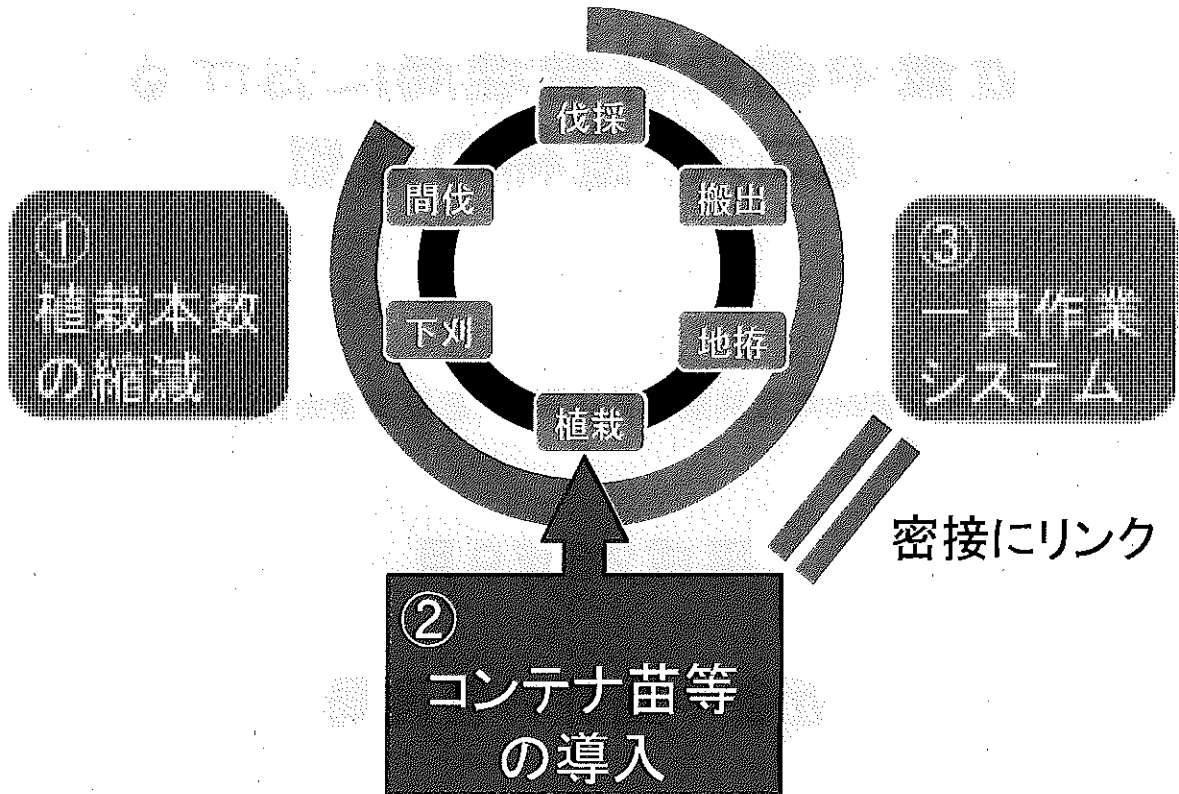 伐採
間伐
搬出
①
植栽本数
の縮減
③
一貫作業
システム
下刈
地拵
植栽
密接にリンク
②
コンテナ苗等
の導入